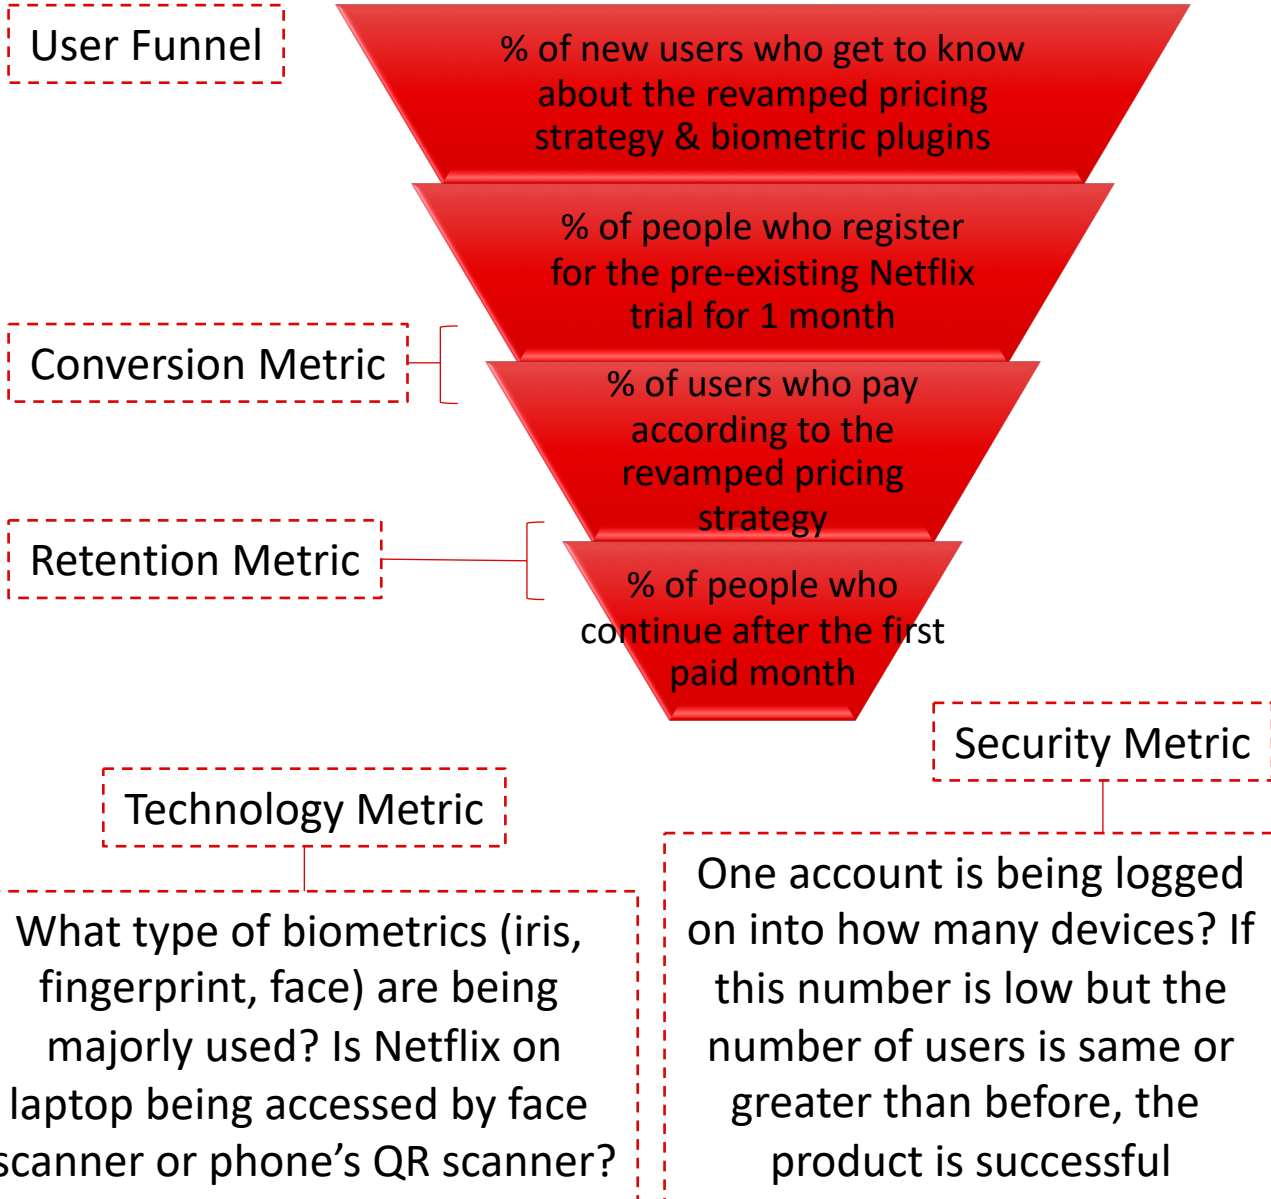 User Funnel
% of new users who get to know
about the revamped pricing
strategy & biometric plugins
% of people who register
for the pre-existing Netflix
trial for 1 month
Conversion Metric
% of users who pay
according to the
revamped pricing
strategy
Retention Metric
% of people who
continue after the first
paid month
Security Metric
Technology Metric
One account is being logged
on into how many devices? If
this number is low but the
number of users is same or
greater than before, the
product is successful
What type of biometrics (iris,
fingerprint, face) are being
majorly used? Is Netflix on
laptop being accessed by face
scanner or phone’s QR scanner?